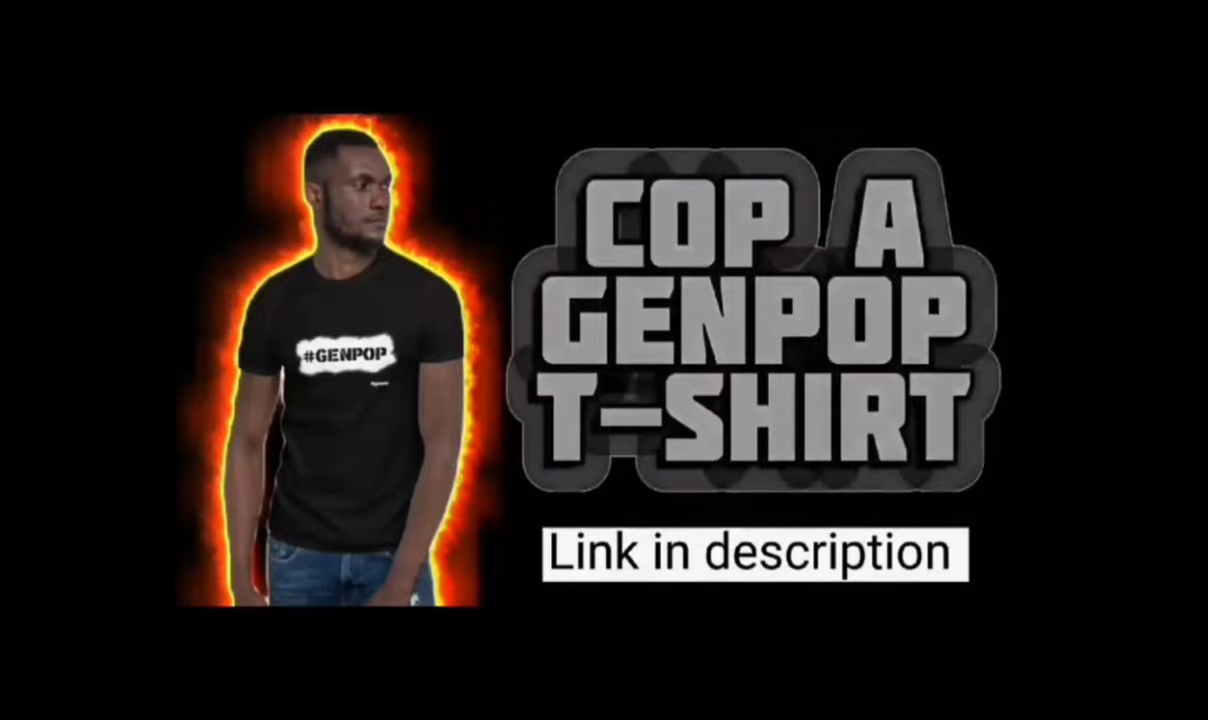 COP A
GENPOP
T-SHIRT
#GENPOP
Link in description